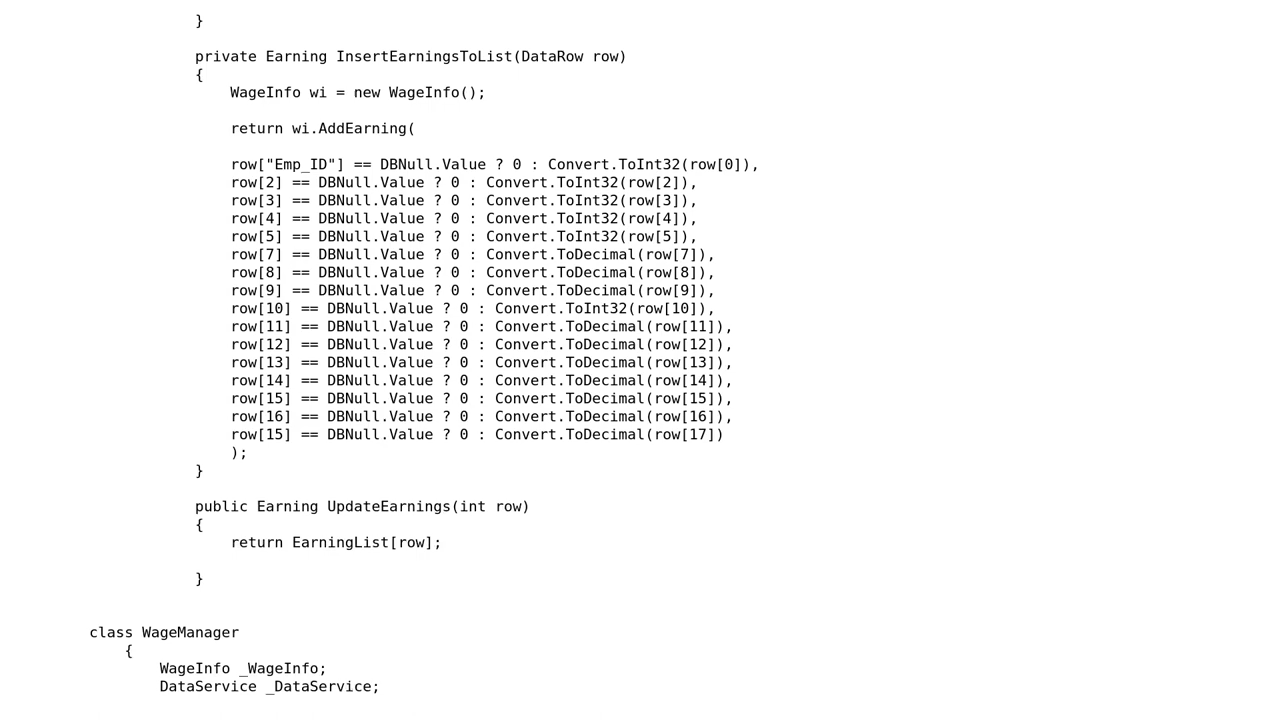 }
private Earning InsertEarningsToList(DataRow row)
{
WageInfo wi = new WageInfo();
return wi.AddEarning(
row["Emp_ID"] == DBNull.Value ? 0 : Convert.ToInt32(row[0]),
row[2] == DBNull.Value ? 0 : Convert.ToInt32(row[2]),
row[3] == DBNull.Value ? 0 : Convert.ToInt32(row[3]),
row[4] == DBNull.Value ? 0 : Convert.ToInt32(row[4]),
row[5] == DBNull.Value ? 0 : Convert.ToInt32(row[5]),
row[7] == DBNull.Value ? 0 : Convert.ToDecimal(row[7]),
row[8] == DBNull.Value ? 0 : Convert.ToDecimal(row[8]),
row[9] == DBNull.Value ? 0 : Convert.ToDecimal(row[9]),
row[10] == DBNull.Value ? 0 : Convert.ToInt32(row[10]),
row[11] == DBNull.Value ? 0 : Convert.ToDecimal(row[11]),
row[12] == DBNull.Value ? 0 : Convert.ToDecimal(row[12]),
row[13] == DBNull.Value ? 0 : Convert.ToDecimal(row[13]),
row[14] == DBNull.Value ? 0 : Convert.ToDecimal(row[14]),
row[15] == DBNull.Value ? 0 : Convert.ToDecimal(row[15]),
row[16] == DBNull.Value ? 0 : Convert.ToDecimal(row[16]),
row[15] == DBNull.Value ? 0 : Convert.ToDecimal(row[17])
);
}
public Earning UpdateEarnings(int row)
{
return EarningList[row];
}
class WageManager
{
WageInfo _WageInfo;
DataService _DataService;